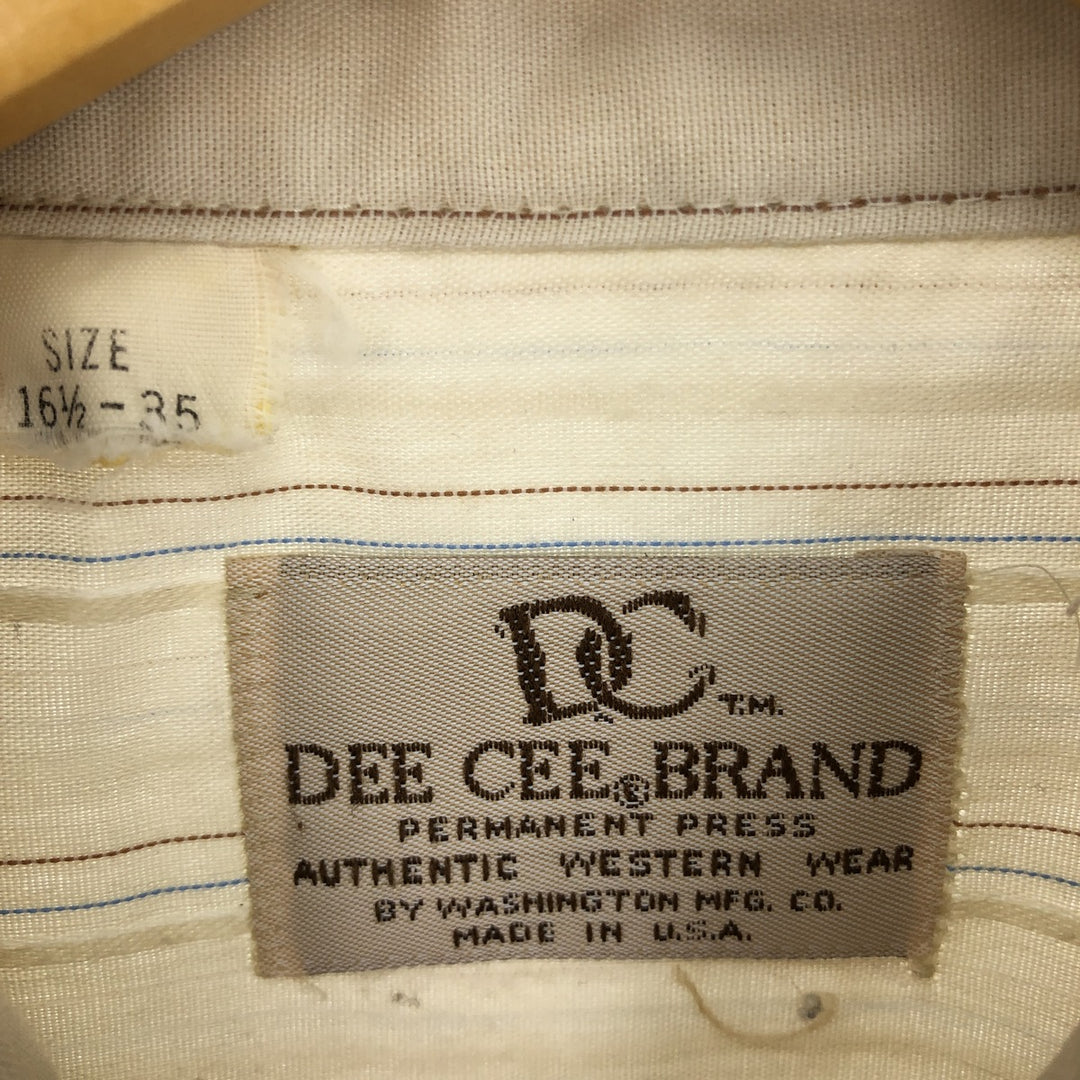 SIZE
16½ - 35
DC T.M.
DEE CEE® BRAND
PERMANENT PRESS
AUTHENTIC WESTERN WEAR
BY WASHINGTON MFG. CO.
MADE IN U.S.A.